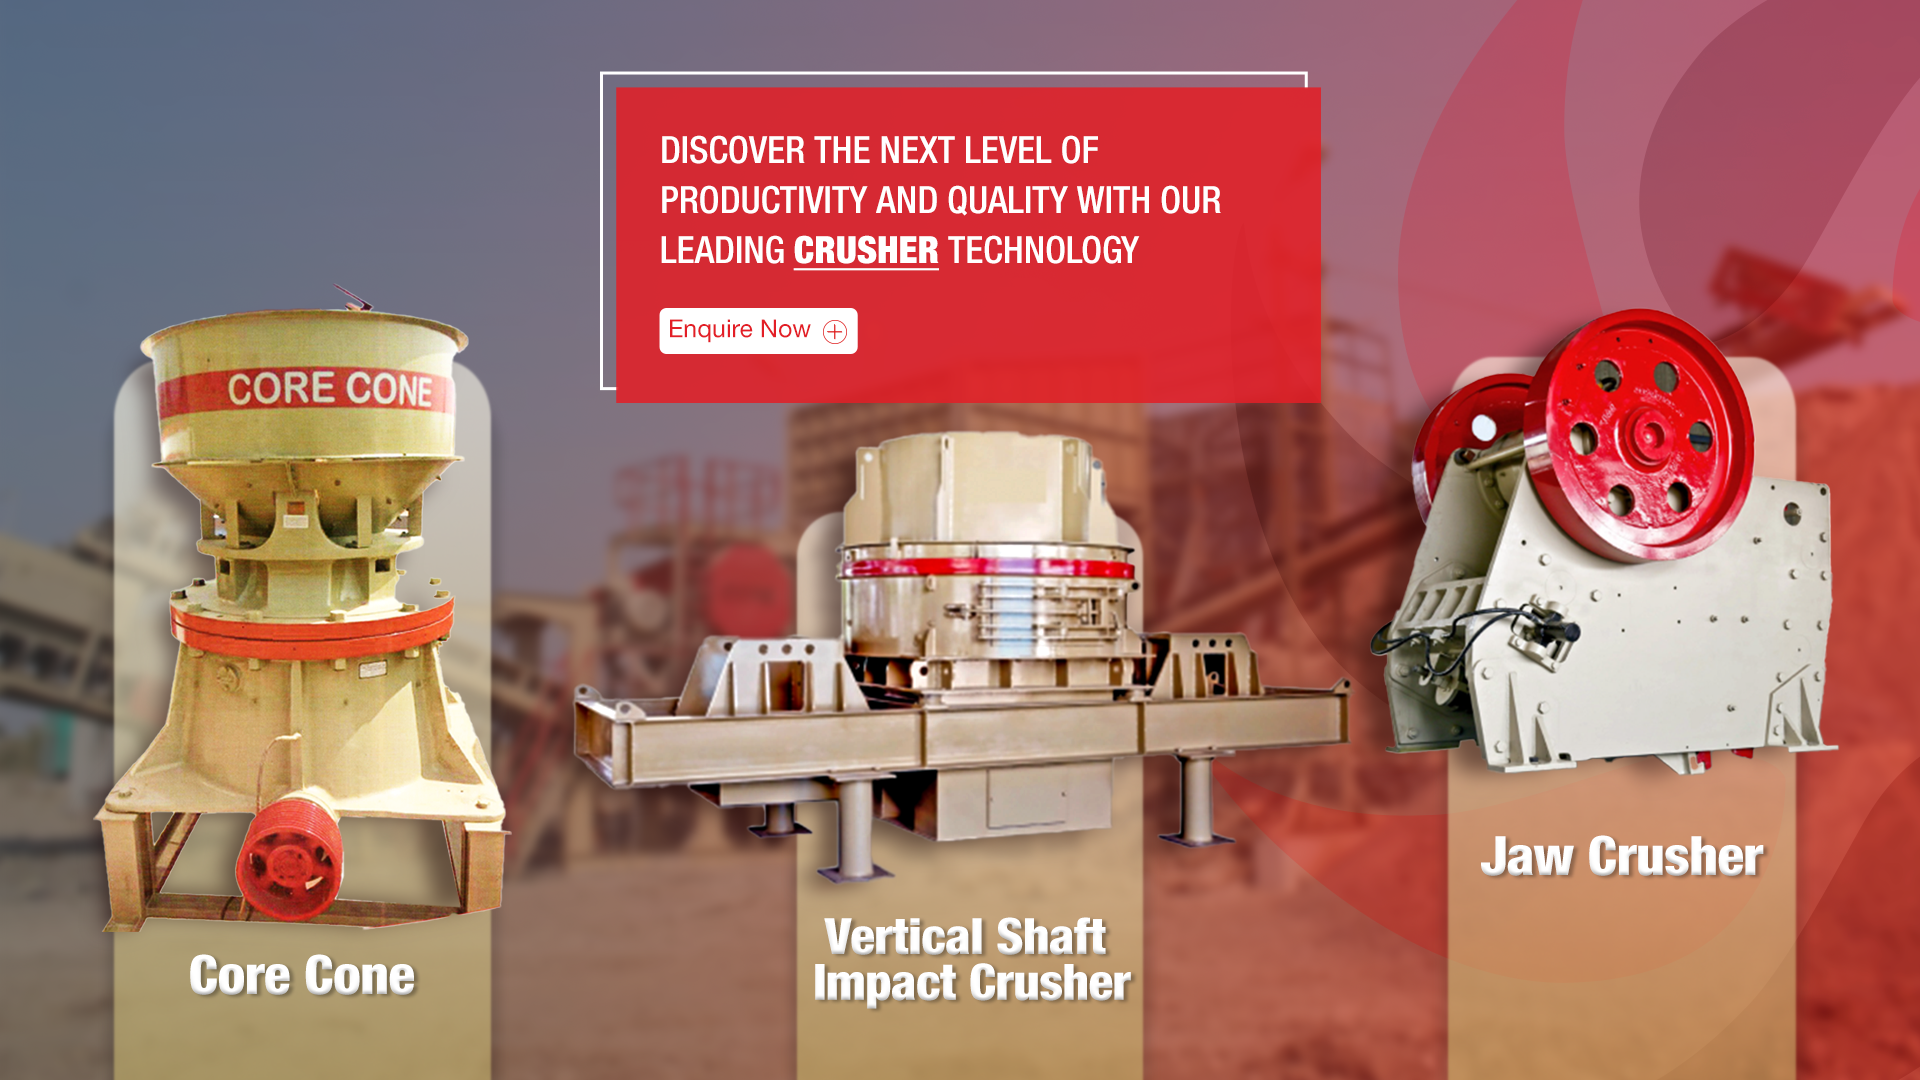 DISCOVER THE NEXT LEVEL OF
PRODUCTIVITY AND QUALITY WITH OUR
LEADING CRUSHER TECHNOLOGY
Enquire Now
CORE CONE
Core Cone
Vertical Shaft
Impact Crusher
Jaw Crusher